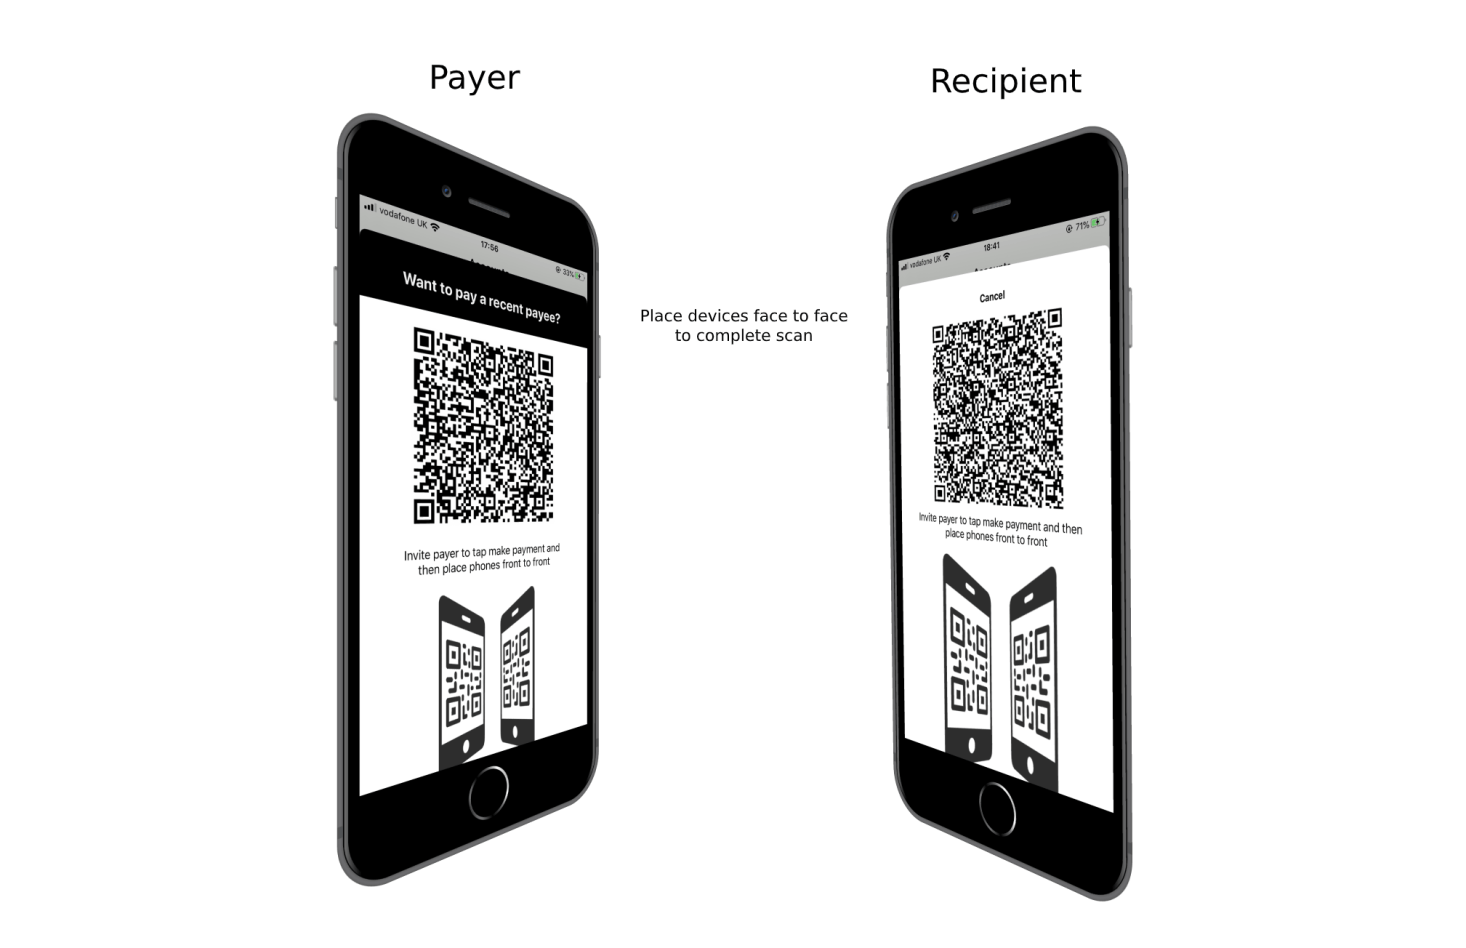 Payer
Recipient
vodafone UK
17:56
33%
Want to pay a recent payee?
Invite payer to tap make payment and
then place phones front to front
Place devices face to face
to complete scan
vodafone UK
18:41
71%
Cancel
Invite payer to tap make payment and then
place phones front to front